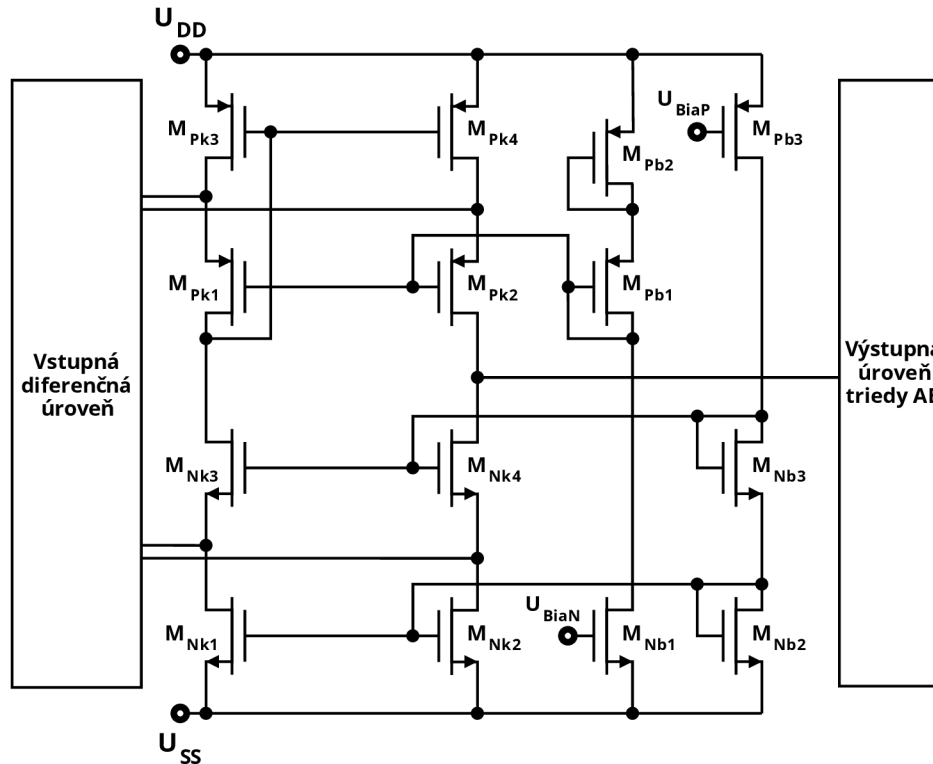 U DD
M Pk3
M Pk4
M Pb2
U BiaP
M Pb3
M Pk1
M Pk2
M Pb1
Vstupná
diferenčná
úroveň
Výstupná
úroveň
triedy AB
M Nk3
M Nk4
M Nb3
M Nk1
M Nk2
U BiaN
M Nb1
M Nb2
U SS